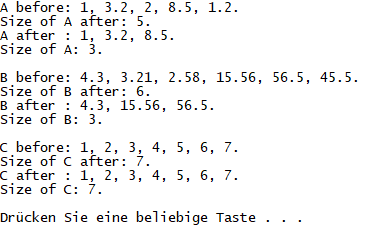 A before: 1, 3.2, 2, 8.5, 1.2.
Size of A after: 5.
A after : 1, 3.2, 8.5.
Size of A: 3.
B before: 4.3, 3.21, 2.58, 15.56, 56.5, 45.5.
Size of B after: 6.
B after : 4.3, 15.56, 56.5.
Size of B: 3.
C before: 1, 2, 3, 4, 5, 6, 7.
Size of C after: 7.
C after : 1, 2, 3, 4, 5, 6, 7.
Size of C: 7.
Drücken Sie eine beliebige Taste . . .